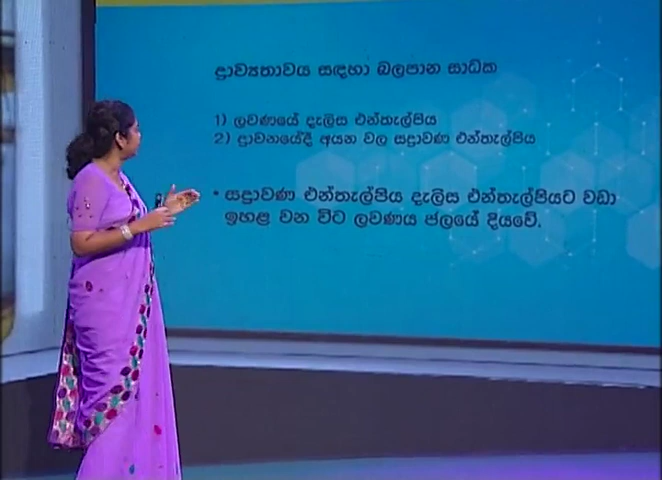 ද්‍රාව්‍යතාවය සඳහා බලපාන සාධක
1) ලවණයේ දැලිස එන්තැල්පිය
2) ද්‍රාවනයේදී අයන වල සද්‍රාවණ එන්තැල්පිය
• සද්‍රාවණ එන්තැල්පිය දැලිස එන්තැල්පියට වඩා
ඉහළ වන විට ලවණය ජලයේ දියවේ.